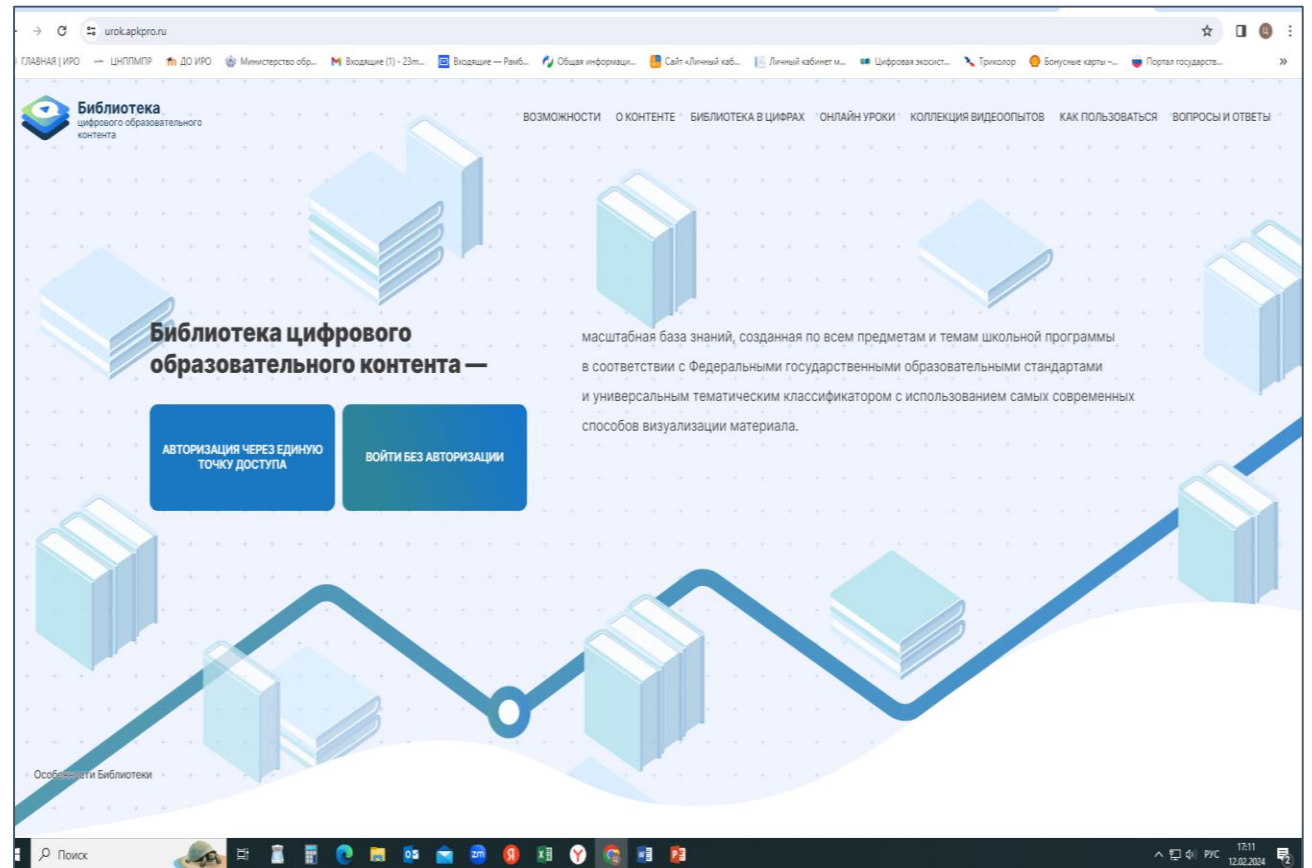 urok.apkpro.ru
ГЛАВНАЯ | ИРО ЦНППМПР ДО ИРО Министерство обр... Входящие (1) - 23m... Входящие — Рамб... Общая информаци... Сайт «Личный каб... Личный кабинет м... Цифровая экосист... Триколор Бонусные карты –... Портал государств... »
Библиотека
цифрового образовательного
контента
ВОЗМОЖНОСТИ О КОНТЕНТЕ БИБЛИОТЕКА В ЦИФРАХ ОНЛАЙН УРОКИ КОЛЛЕКЦИЯ ВИДЕООПЫТОВ КАК ПОЛЬЗОВАТЬСЯ ВОПРОСЫ И ОТВЕТЫ
Библиотека цифрового
образовательного контента —
масштабная база знаний, созданная по всем предметам и темам школьной программы
в соответствии с Федеральными государственными образовательными стандартами
и универсальным тематическим классификатором с использованием самых современных
способов визуализации материала.
АВТОРИЗАЦИЯ ЧЕРЕЗ ЕДИНУЮ
ТОЧКУ ДОСТУПА
ВОЙТИ БЕЗ АВТОРИЗАЦИИ
Особенности Библиотеки
Поиск
zm
РУС
17:11
12.02.2024